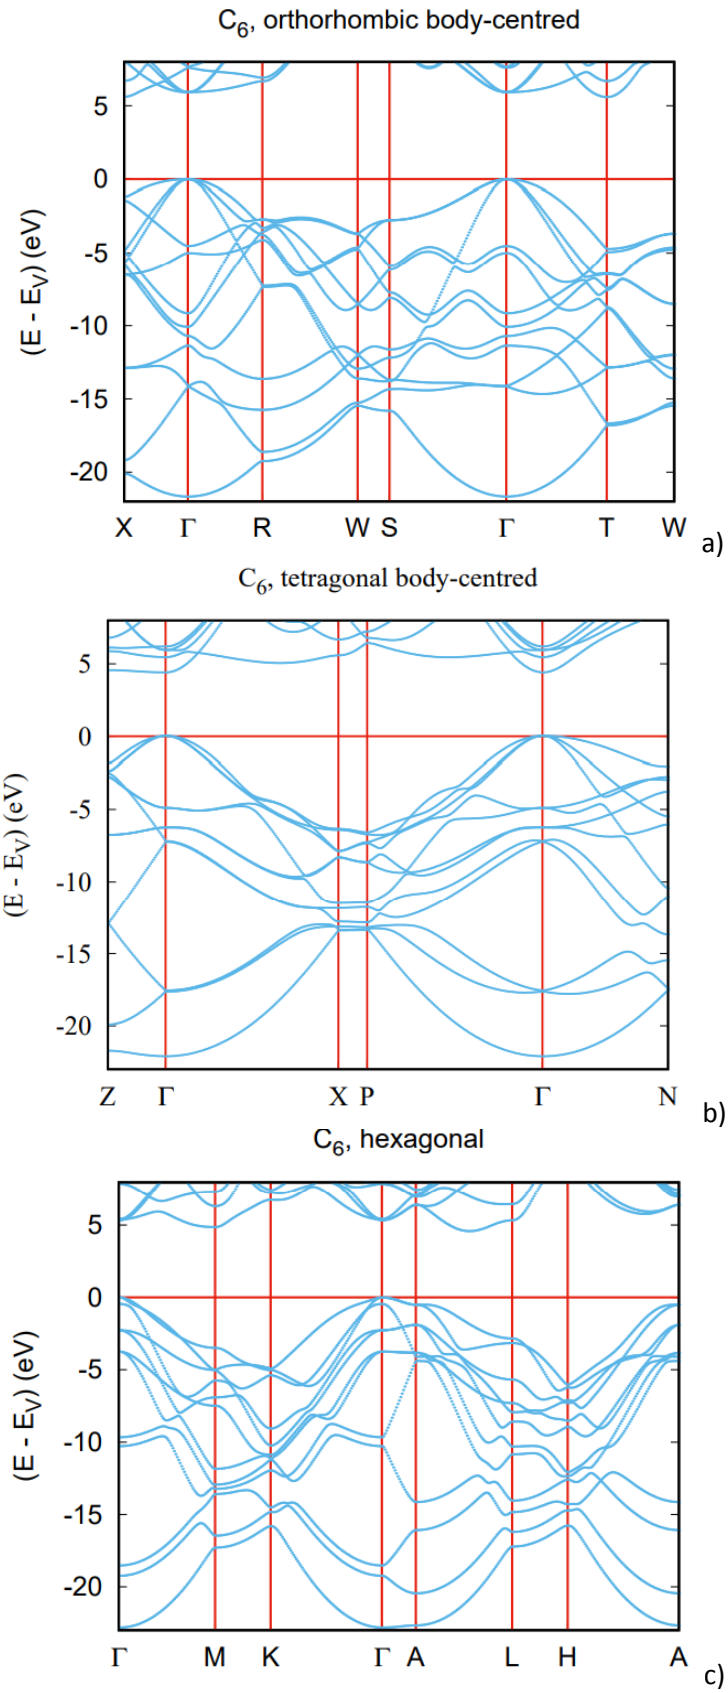 C6, orthorhombic body-centred
(E - EV) (eV)
5
0
-5
-10
-15
-20
X Γ R W S Γ T W
a)
C6, tetragonal body-centred
(E - EV) (eV)
5
0
-5
-10
-15
-20
Z Γ X P Γ N
b)
C6, hexagonal
(E - EV) (eV)
5
0
-5
-10
-15
-20
Γ M K Γ A L H A
c)